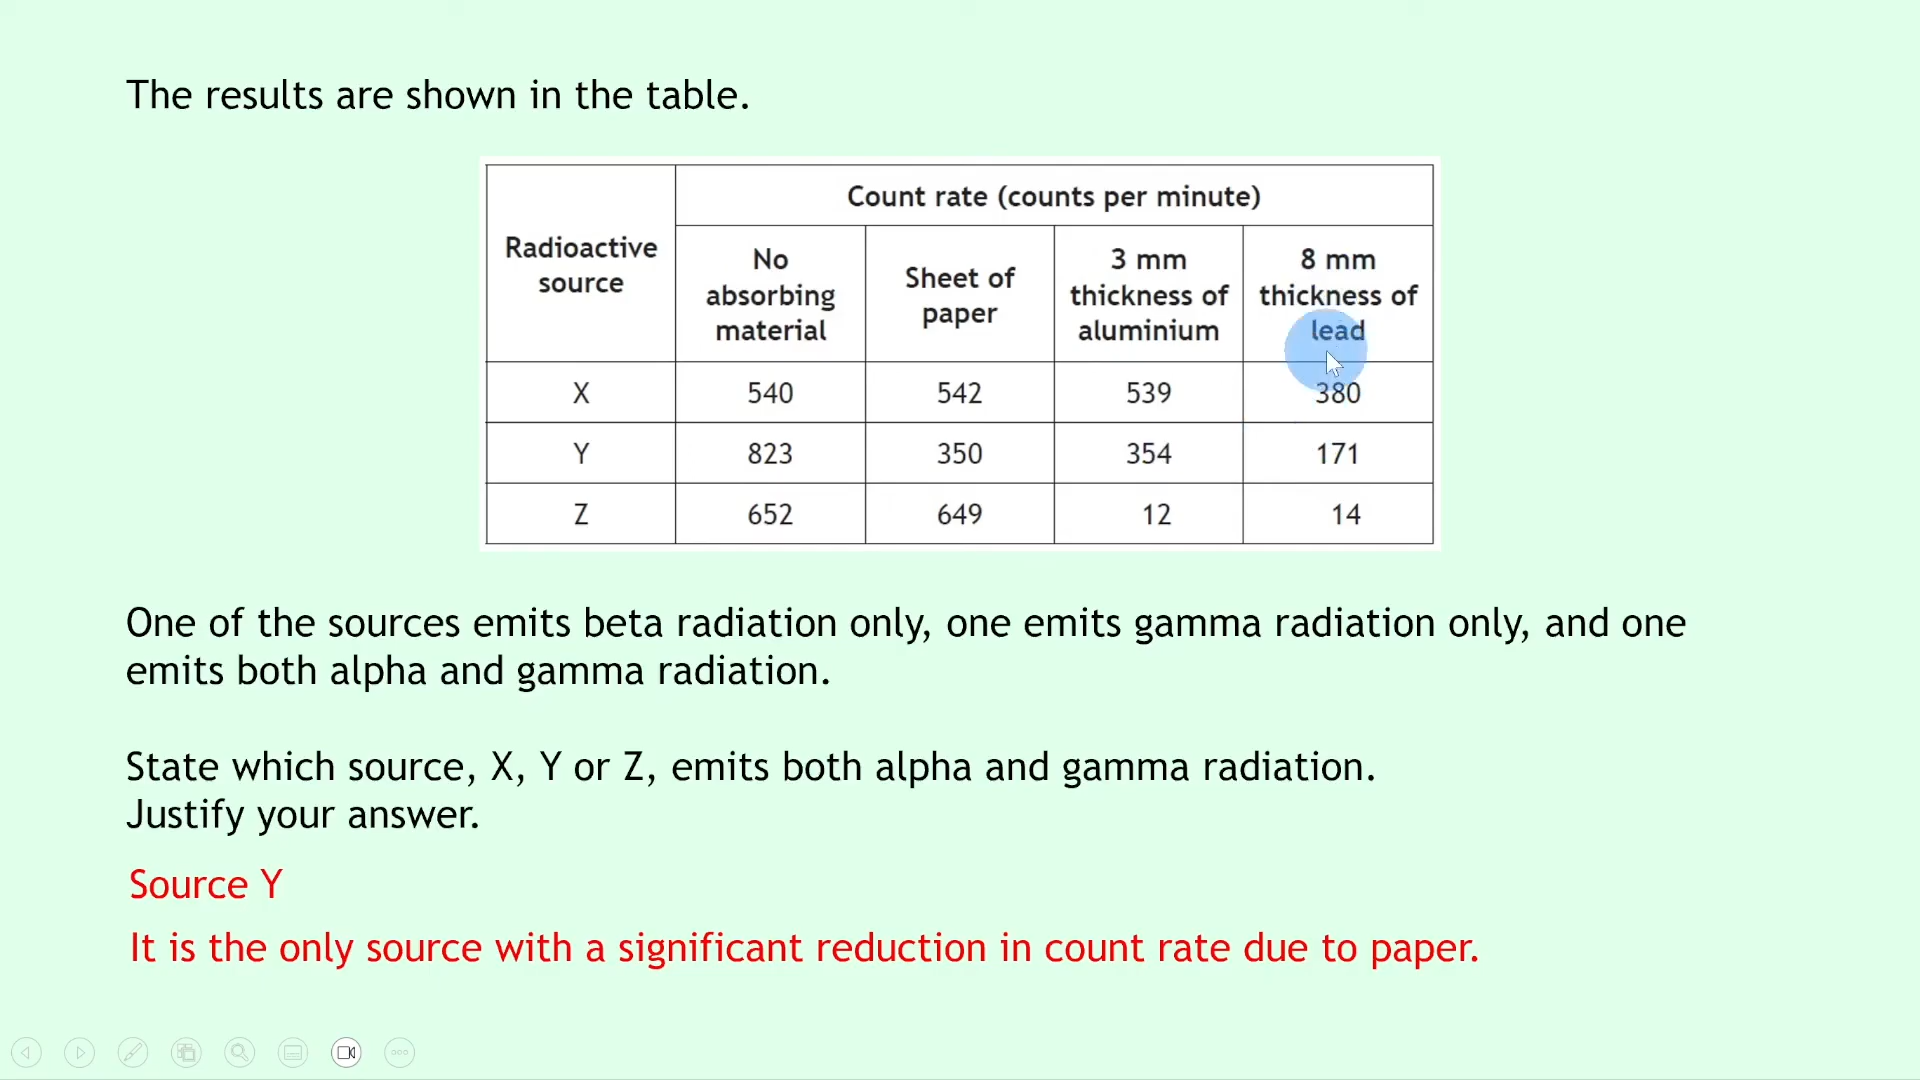 The results are shown in the table.
Radioactive
source
Count rate (counts per minute)
No
absorbing
material
Sheet of
paper
3 mm
thickness of
aluminium
8 mm
thickness of
lead
X 540 542 539 380
Y 823 350 354 171
Z 652 649 12 14
One of the sources emits beta radiation only, one emits gamma radiation only, and one
emits both alpha and gamma radiation.
State which source, X, Y or Z, emits both alpha and gamma radiation.
Justify your answer.
Source Y
It is the only source with a significant reduction in count rate due to paper.